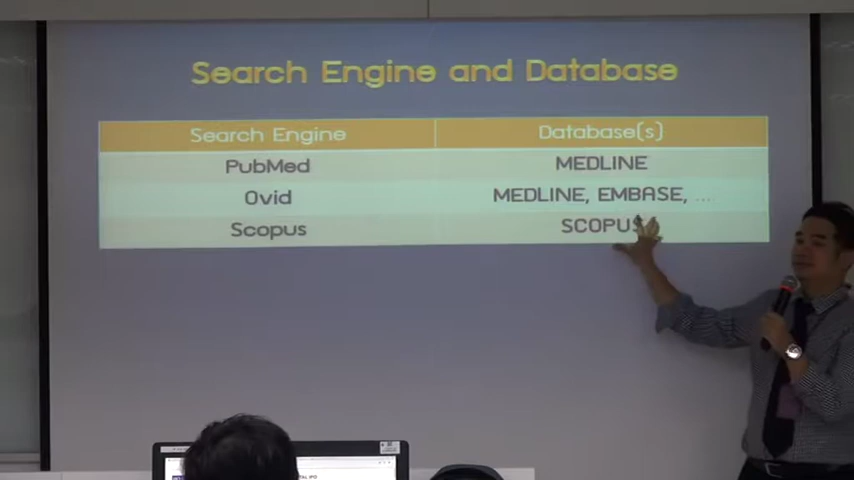 Search Engine and Database
Search Engine Database(s)
PubMed MEDLINE
Ovid MEDLINE, EMBASE, ....
Scopus SCOPUS